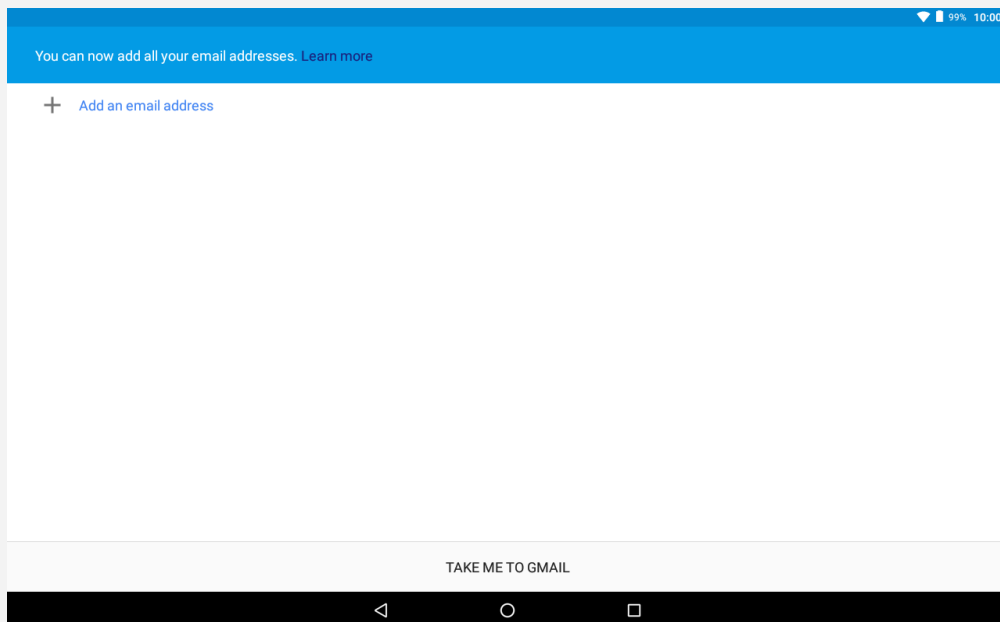 99% 10:00
You can now add all your email addresses. Learn more
Add an email address
TAKE ME TO GMAIL